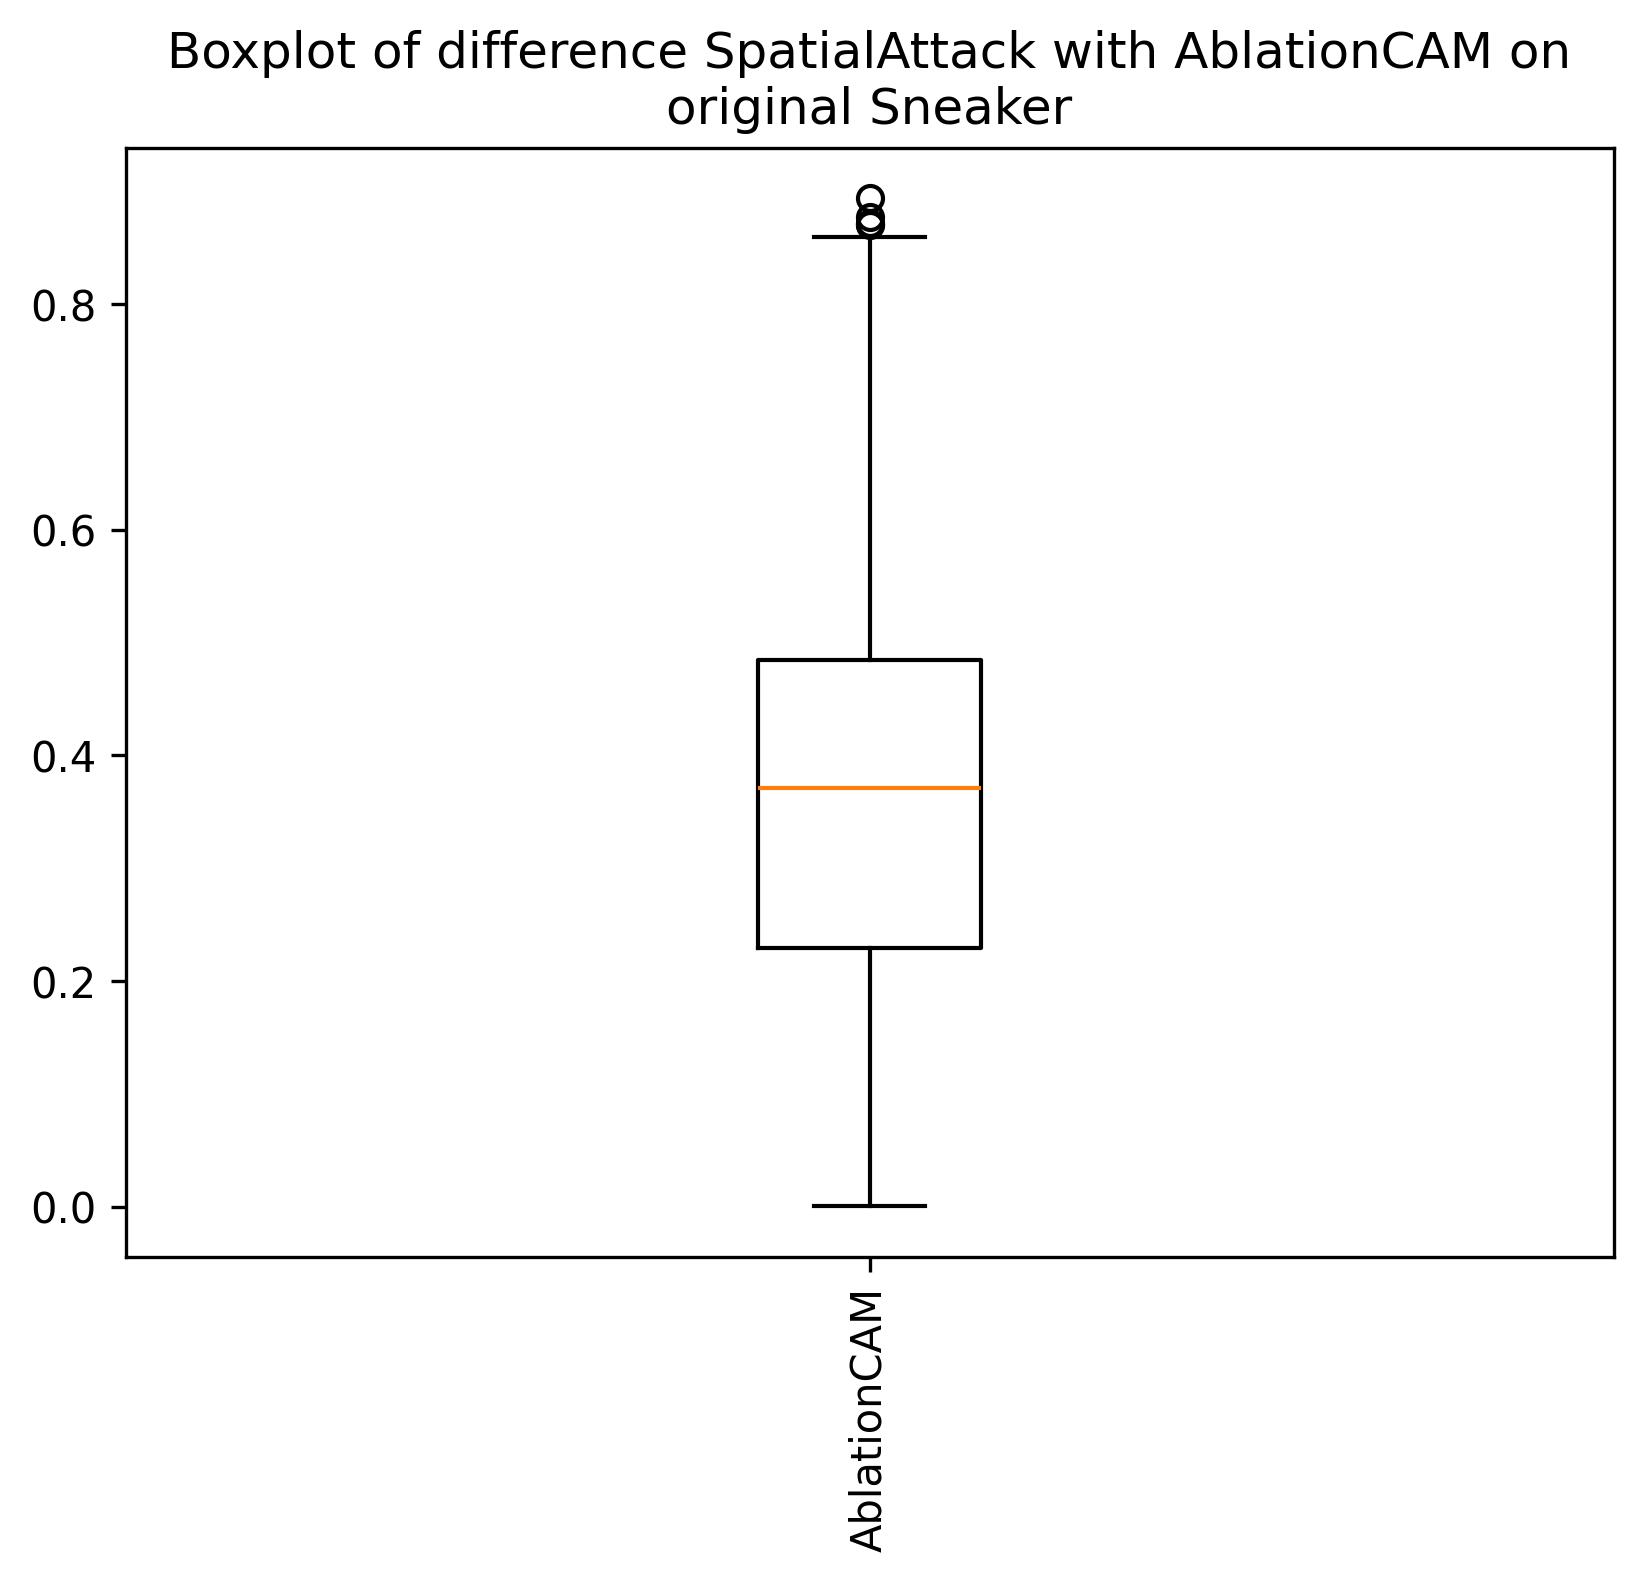 Boxplot of difference SpatialAttack with AblationCAM on
original Sneaker
0.8
0.6
0.4
0.2
0.0
AblationCAM